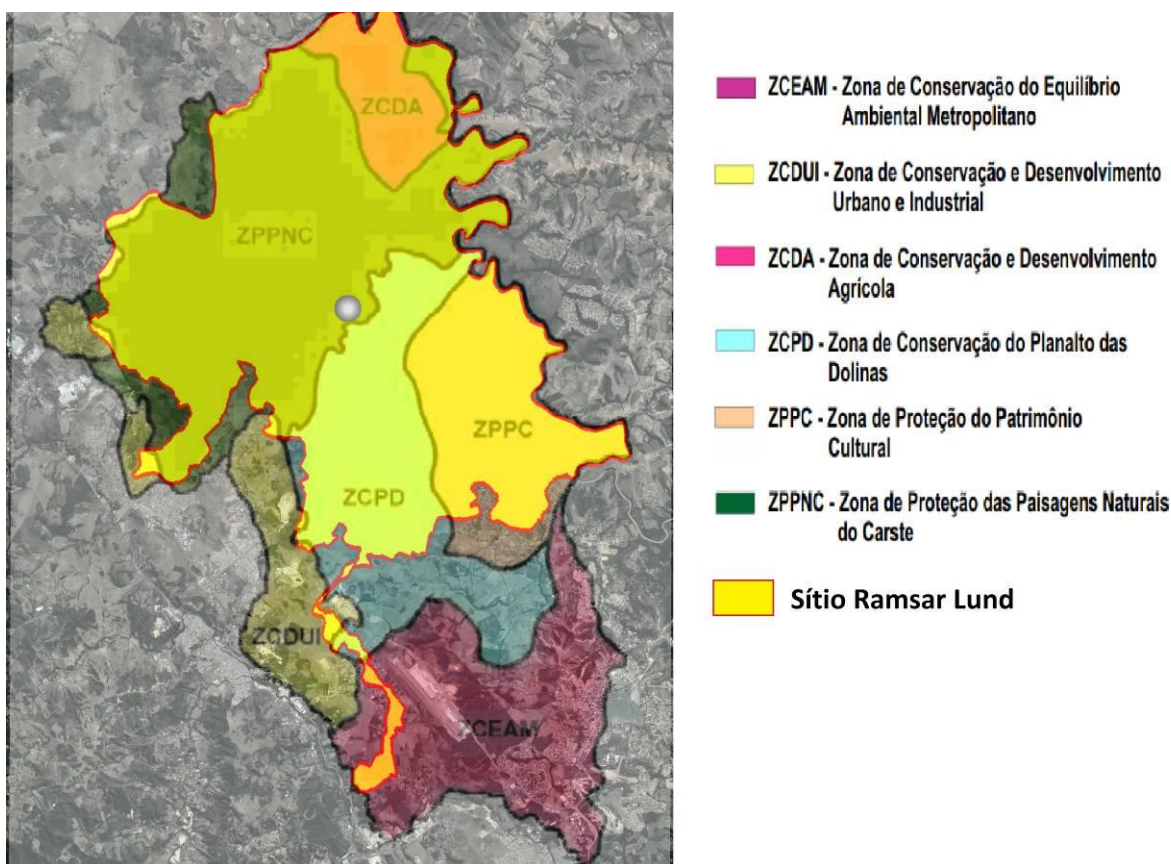 ZCDA
ZPPNC
ZPPC
ZCPD
ZCDUI
ZCEAM
ZCEAM - Zona de Conservação do Equilíbrio
Ambiental Metropolitano
ZCDUI - Zona de Conservação e Desenvolvimento
Urbano e Industrial
ZCDA - Zona de Conservação e Desenvolvimento
Agrícola
ZCPD - Zona de Conservação do Planalto das
Dolinas
ZPPC - Zona de Proteção do Patrimônio
Cultural
ZPPNC - Zona de Proteção das Paisagens Naturais
do Carste
Sítio Ramsar Lund